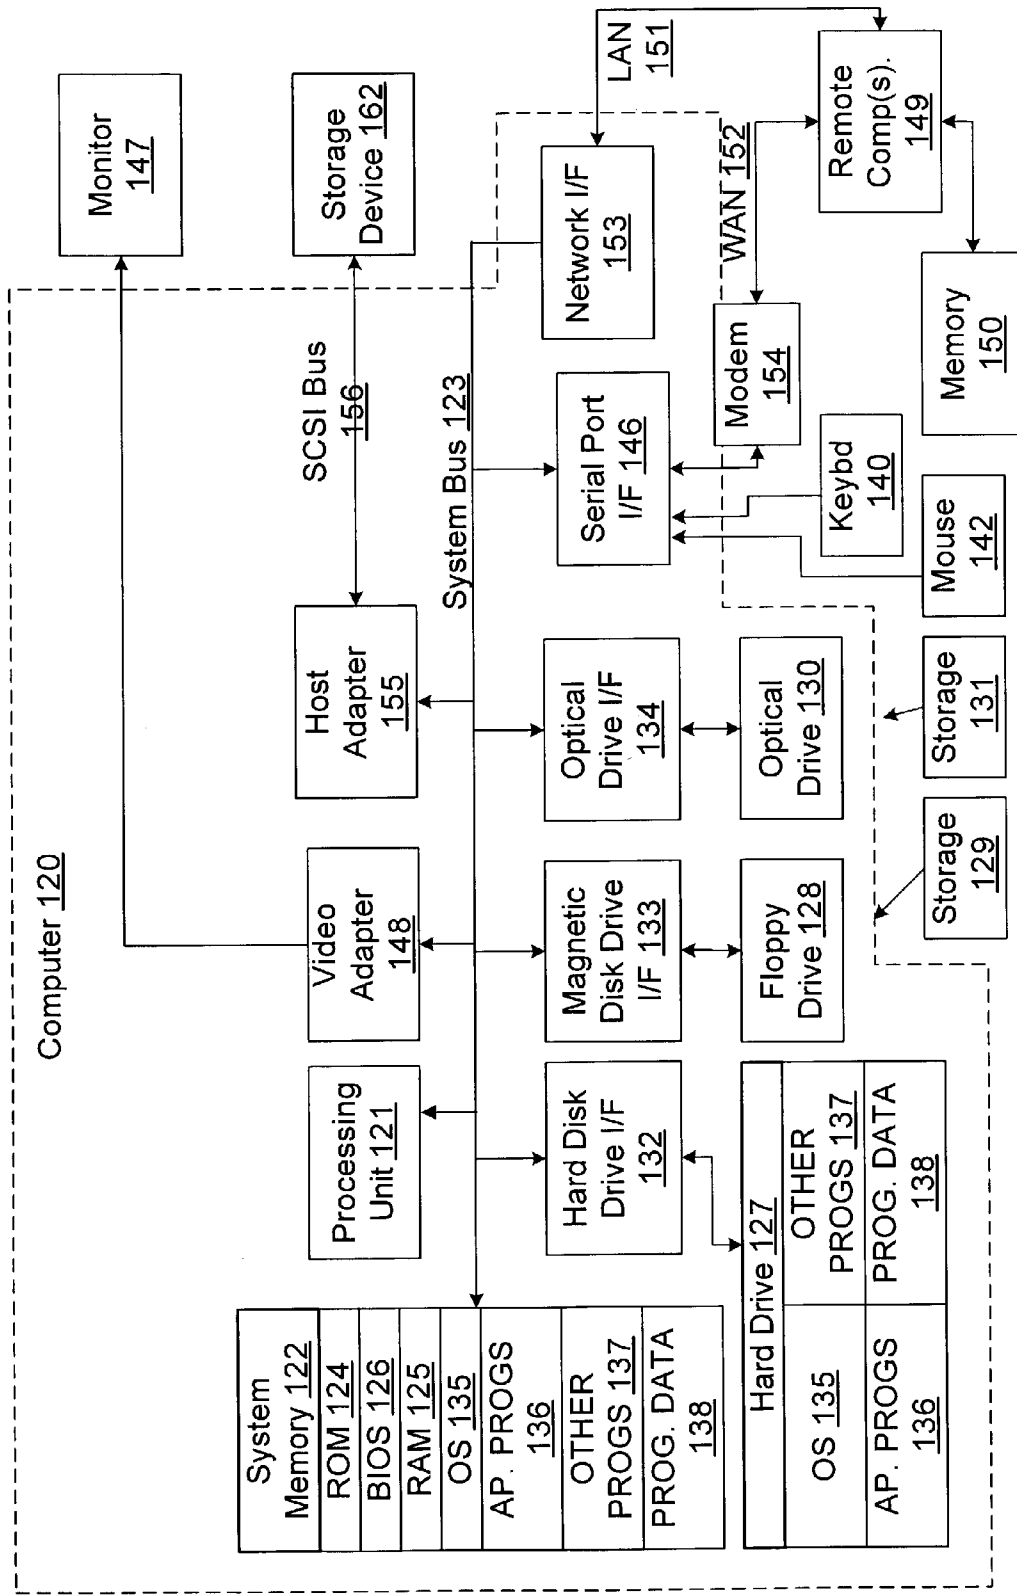 Computer 120
Monitor
147
Storage
Device 162
SCSI Bus
156
System
Memory 122
ROM 124
BIOS 126
RAM 125
OS 135
AP. PROGS
136
OTHER
PROGS 137
PROG. DATA
138
Processing
Unit 121
Video
Adapter
148
Host
Adapter
155
System Bus 123
Hard Disk
Drive I/F
132
Magnetic
Disk Drive
I/F 133
Optical
Drive I/F
134
Serial Port
I/F 146
Network I/F
153
LAN
151
Hard Drive 127
OS 135
OTHER
PROGS 137
AP. PROGS
136
PROG. DATA
138
Floppy
Drive 128
Optical
Drive 130
Modem
154
WAN 152
Remote
Comp(s).
149
Keybd
140
Storage
129
Storage
131
Mouse
142
Memory
150